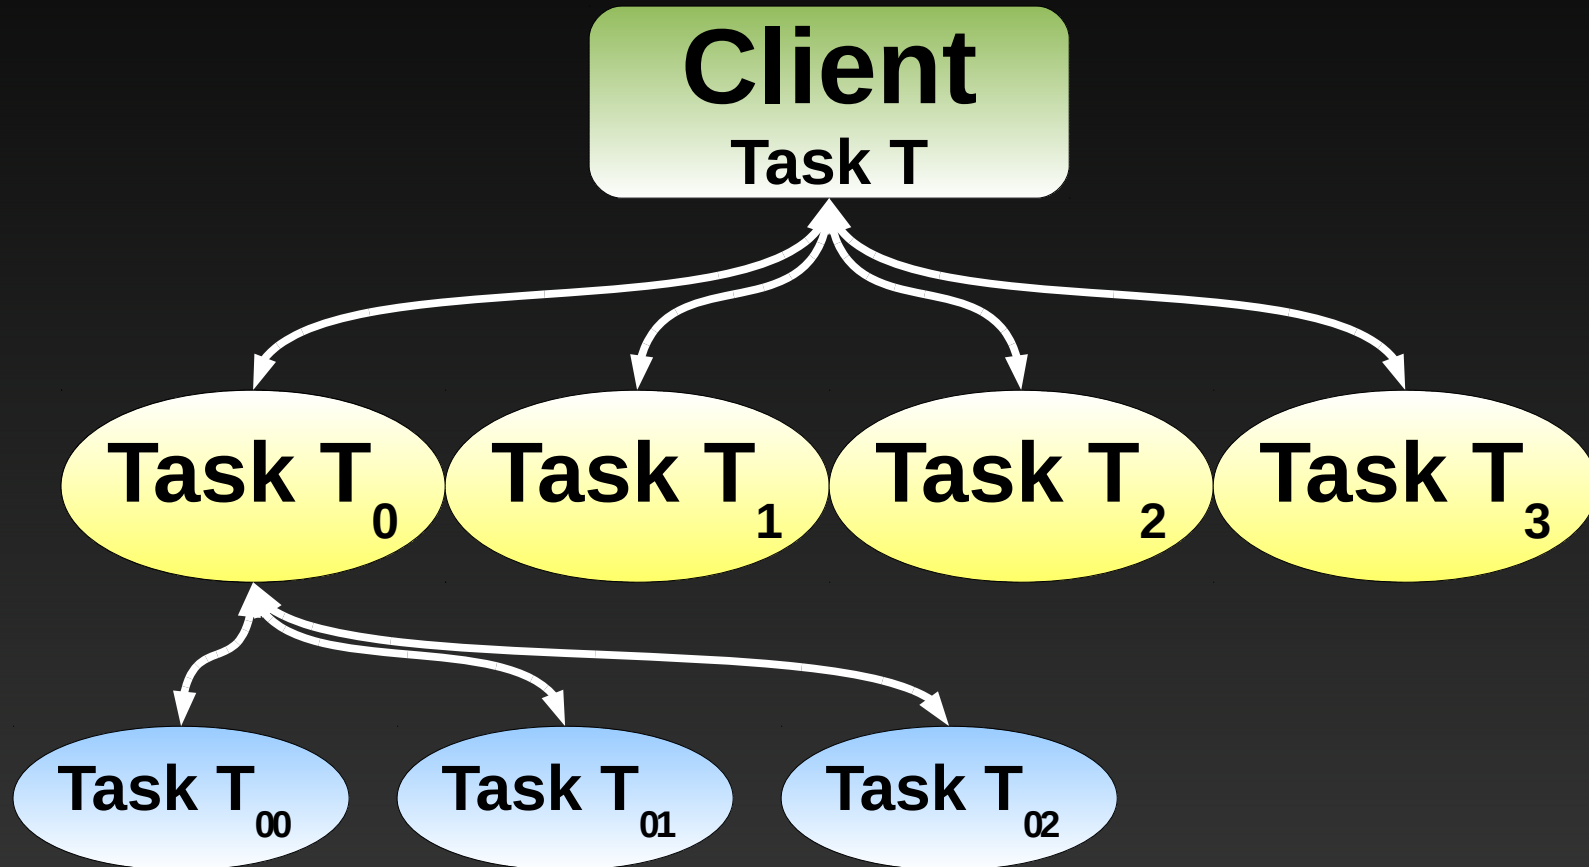 Client
Task T
Task T0
Task T1
Task T2
Task T3
Task T00
Task T01
Task T02